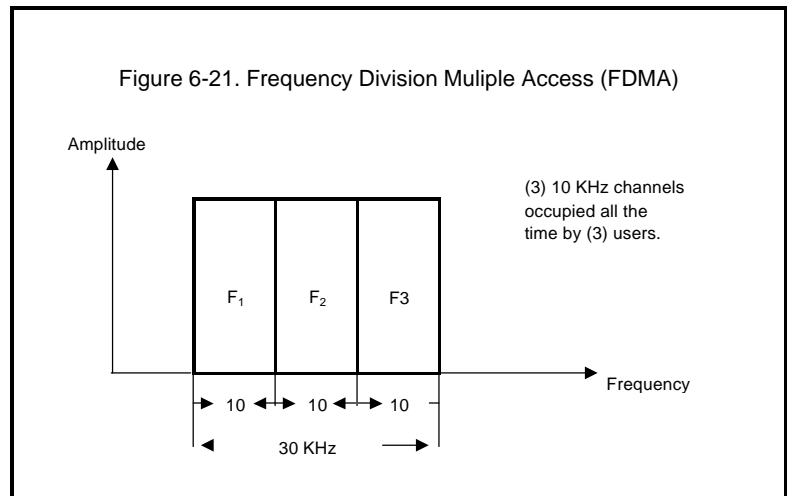 Figure 6-21. Frequency Division Muliple Access (FDMA)
Amplitude
(3) 10 KHz channels
occupied all the
time by (3) users.
F₁ F₂ F3
Frequency
10 10 10
30 KHz